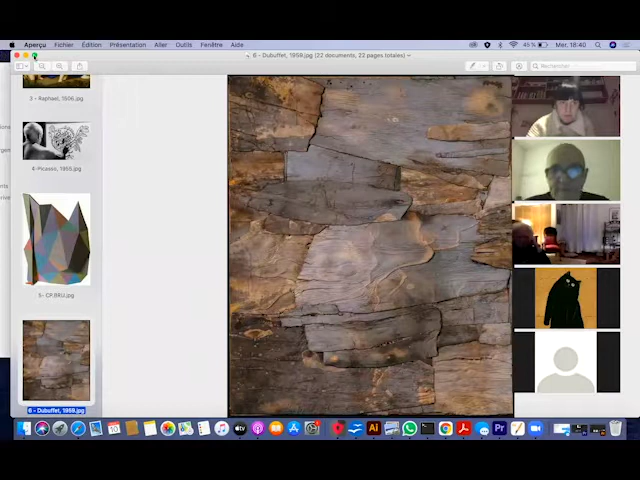 Aperçu Fichier Édition Présentation Aller Outils Fenêtre Aide 45 % Mer. 18:40
6 – Dubuffet, 1959.jpg (22 documents, 22 pages totales)
Rechercher
3 - Raphael, 1506.jpg
4-Picasso, 1955.jpg
5- CP.BRU.jpg
6 - Dubuffet, 1959.jpg